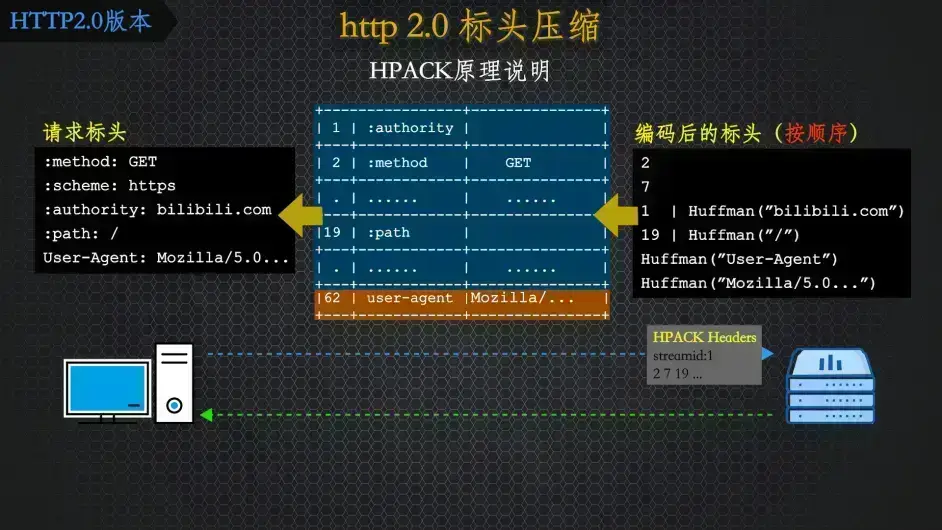 HTTP2.0版本
http 2.0 标头压缩
HPACK原理说明
请求标头
:method: GET
:scheme: https
:authority: bilibili.com
:path: /
User-Agent: Mozilla/5.0...
| 1 | :authority | |
| 2 | :method | GET |
| . | ...... | ...... |
|19 | :path | |
| . | ...... | ...... |
|62 | user-agent |Mozilla/... |
编码后的标头（按顺序）
2
7
1 | Huffman(”bilibili.com”)
19 | Huffman(”/”)
Huffman(”User-Agent”)
Huffman(”Mozilla/5.0...”)
HPACK Headers
streamid:1
2 7 19 ...